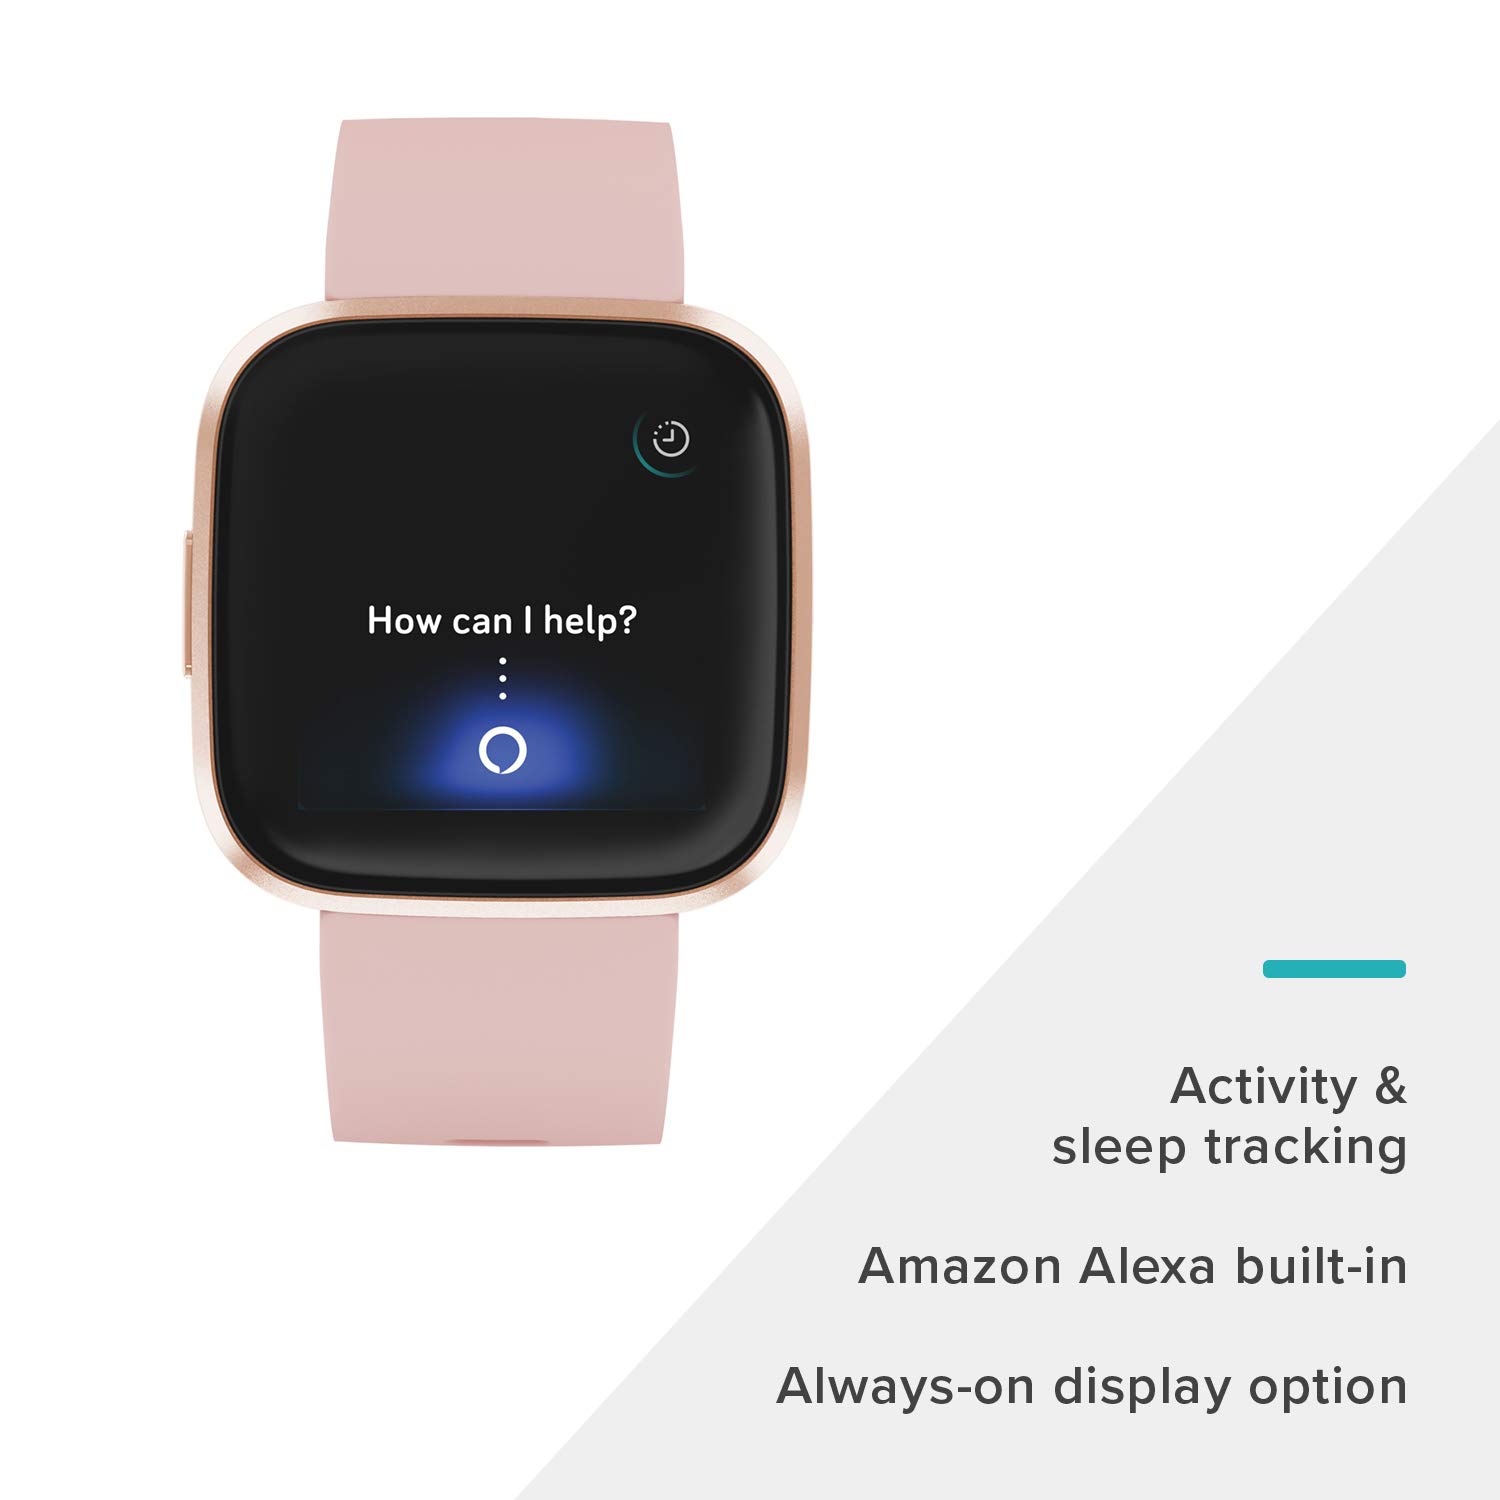 How can I help?
Activity &
sleep tracking
Amazon Alexa built-in
Always-on display option